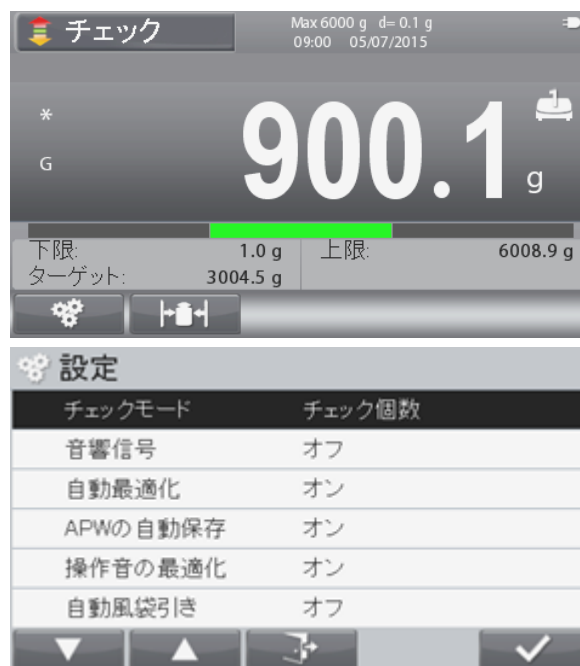 チェック
Max 6000 g d= 0.1 g
09:00 05/07/2015
*
G
900.1 g
1
下限: 1.0 g 上限: 6008.9 g
ターゲット: 3004.5 g
設定
チェックモード チェック個数
音響信号 オフ
自動最適化 オン
APWの自動保存 オン
操作音の最適化 オン
自動風袋引き オフ